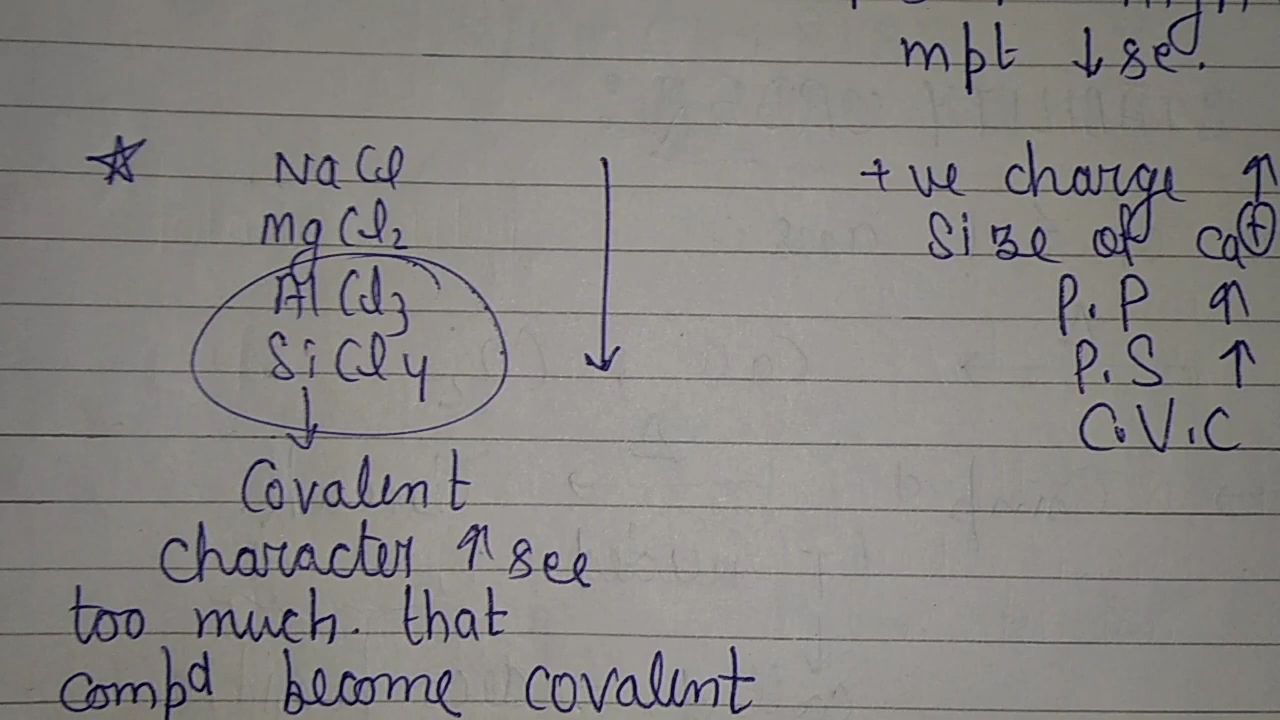 mpt ↓se.
☆ NaCl
+ve charge ↑
MgCl2
Size of ca⊕
AlCl3
P.P ↑
SiCl4
P.S ↑
↓
C.V.C
Covalent
character ↑see
too much. that
compd become covalent